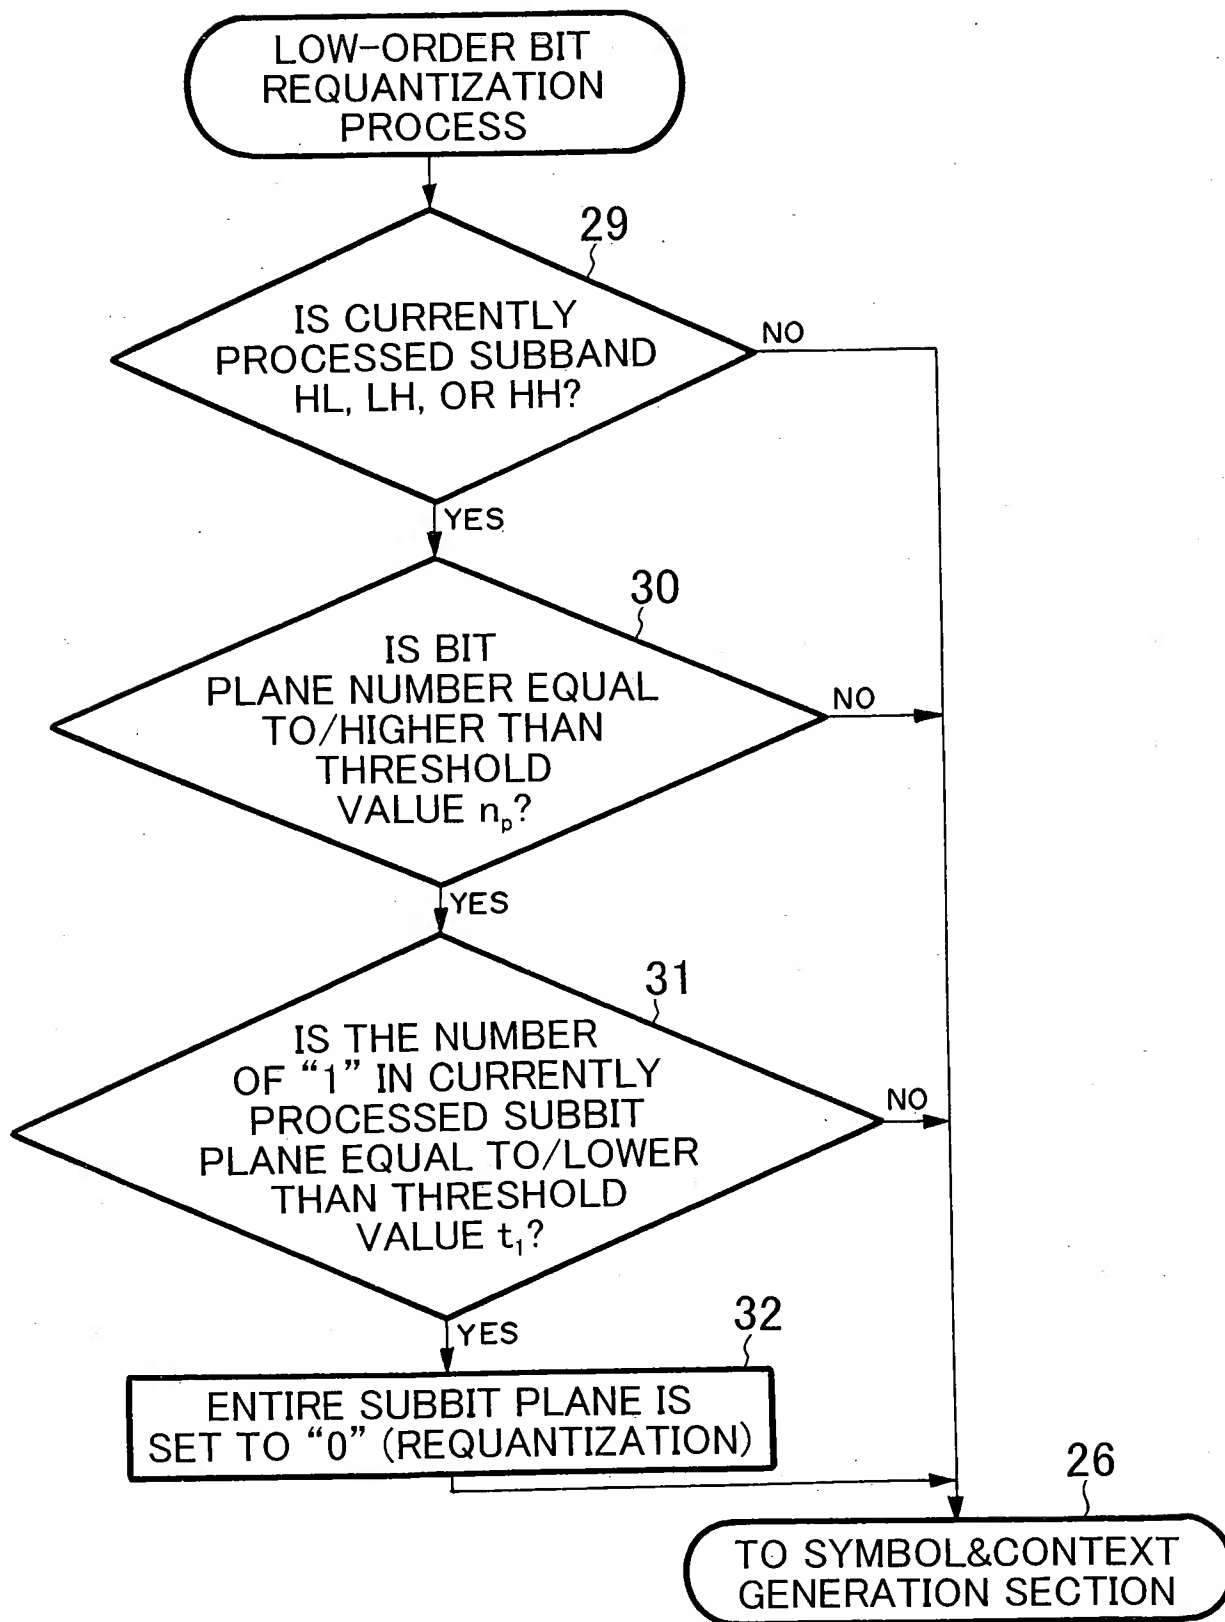 LOW-ORDER BIT
REQUANTIZATION
PROCESS
29
IS CURRENTLY
PROCESSED SUBBAND
HL, LH, OR HH?
NO
YES
30
IS BIT
PLANE NUMBER EQUAL
TO/HIGHER THAN
THRESHOLD
VALUE nₚ?
NO
YES
31
IS THE NUMBER
OF “1” IN CURRENTLY
PROCESSED SUBBIT
PLANE EQUAL TO/LOWER
THAN THRESHOLD
VALUE t₁?
NO
YES
32
ENTIRE SUBBIT PLANE IS
SET TO “0” (REQUANTIZATION)
26
TO SYMBOL&CONTEXT
GENERATION SECTION